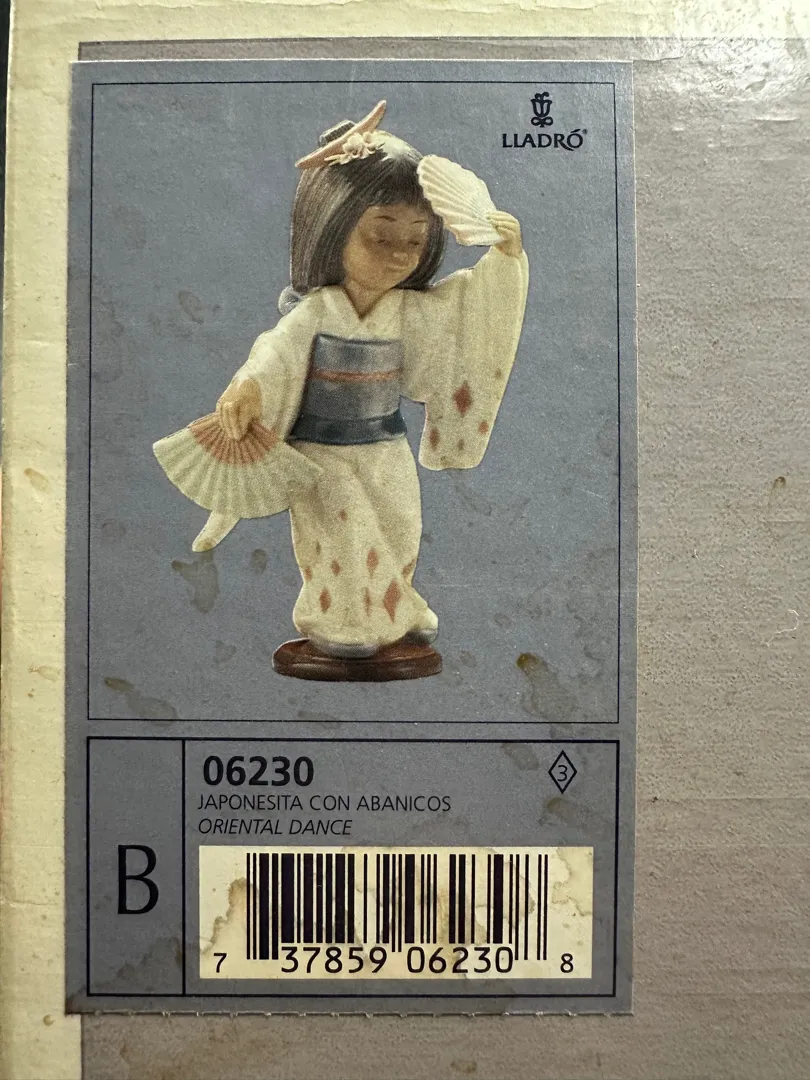 LLADRÓ®
06230
3
JAPONESITA CON ABANICOS
ORIENTAL DANCE
B
7 37859 06230 8